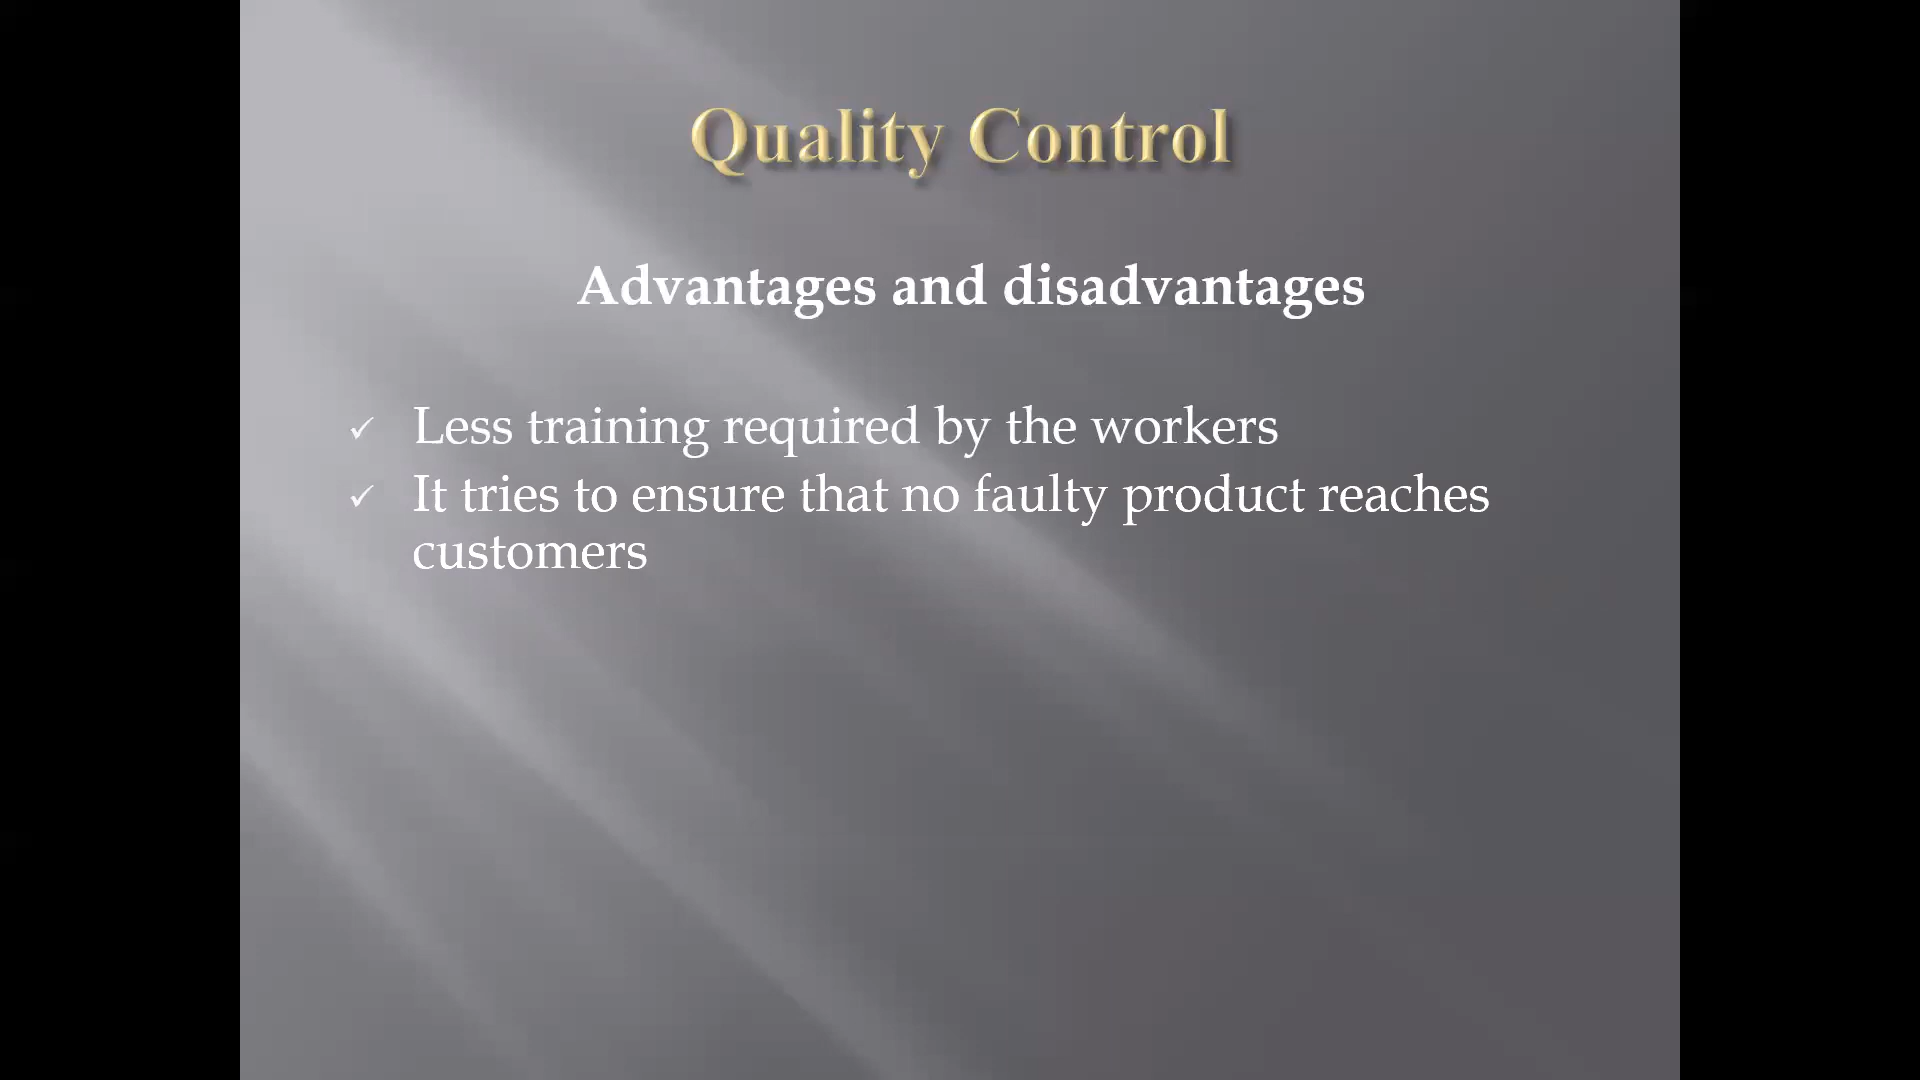 Quality Control
Advantages and disadvantages
✓ Less training required by the workers
✓ It tries to ensure that no faulty product reaches
customers